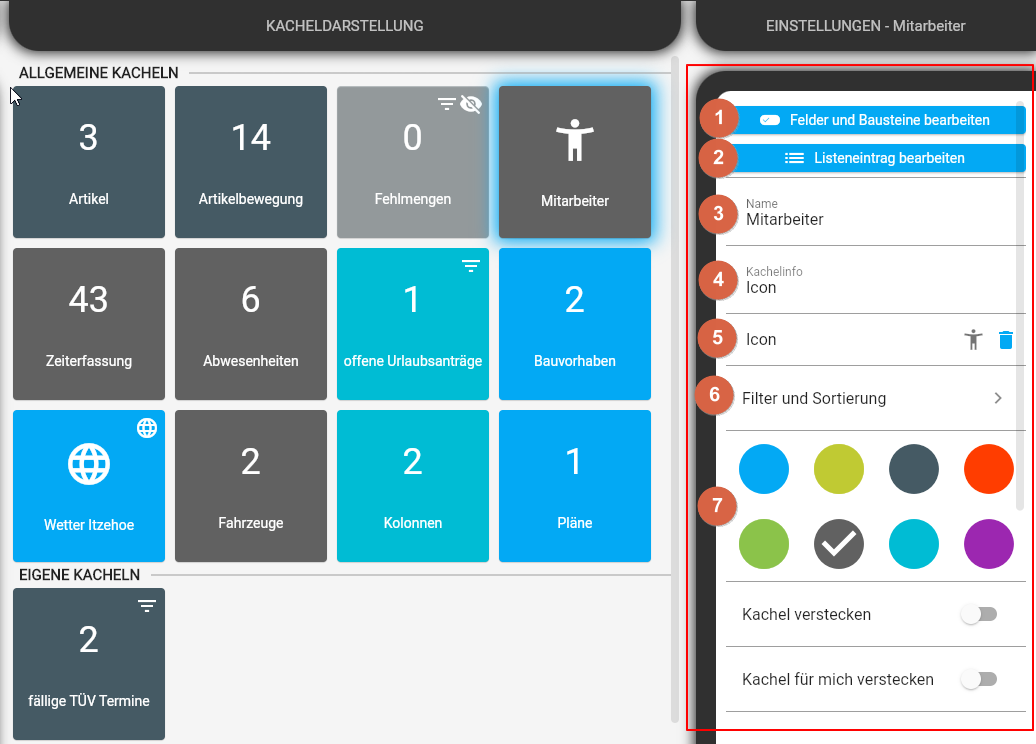 KACHELDARSTELLUNG
ALLGEMEINE KACHELN
3
Artikel
14
Artikelbewegung
0
Fehlmengen
Mitarbeiter
43
Zeiterfassung
6
Abwesenheiten
1
offene Urlaubsanträge
2
Bauvorhaben
Wetter Itzehoe
2
Fahrzeuge
2
Kolonnen
1
Pläne
EIGENE KACHELN
2
fällige TÜV Termine
EINSTELLUNGEN - Mitarbeiter
1
Felder und Bausteine bearbeiten
2
Listeneintrag bearbeiten
3
Name
Mitarbeiter
4
Kachelinfo
Icon
5
Icon
6
Filter und Sortierung
7
Kachel verstecken
Kachel für mich verstecken